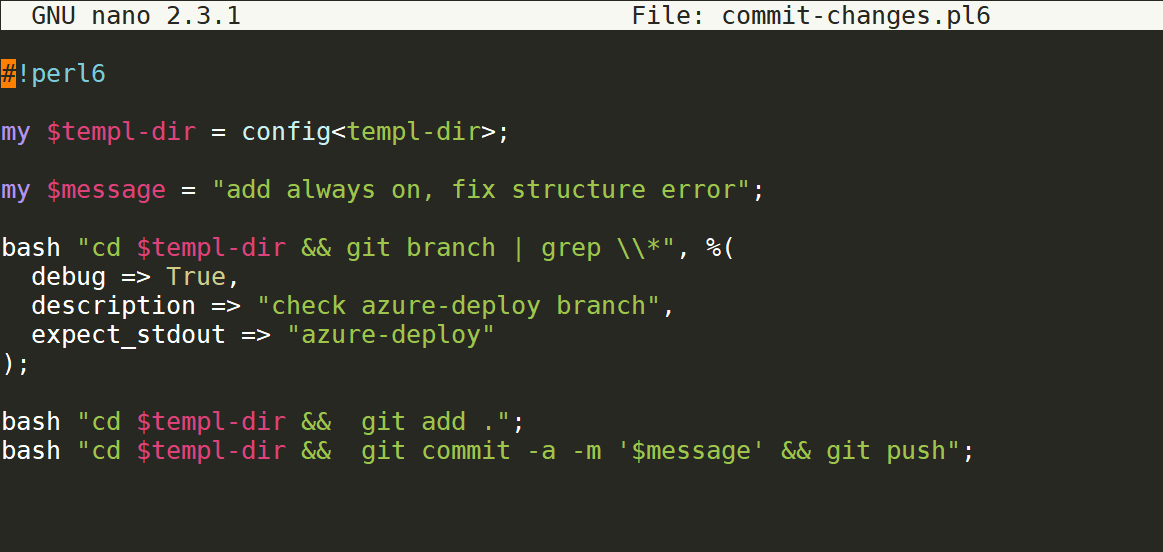 GNU nano 2.3.1 File: commit-changes.pl6
#!perl6
my $templ-dir = config<templ-dir>;
my $message = "add always on, fix structure error";
bash "cd $templ-dir && git branch | grep \\*", %(
  debug => True,
  description => "check azure-deploy branch",
  expect_stdout => "azure-deploy"
);
bash "cd $templ-dir &&  git add .";
bash "cd $templ-dir &&  git commit -a -m '$message' && git push";